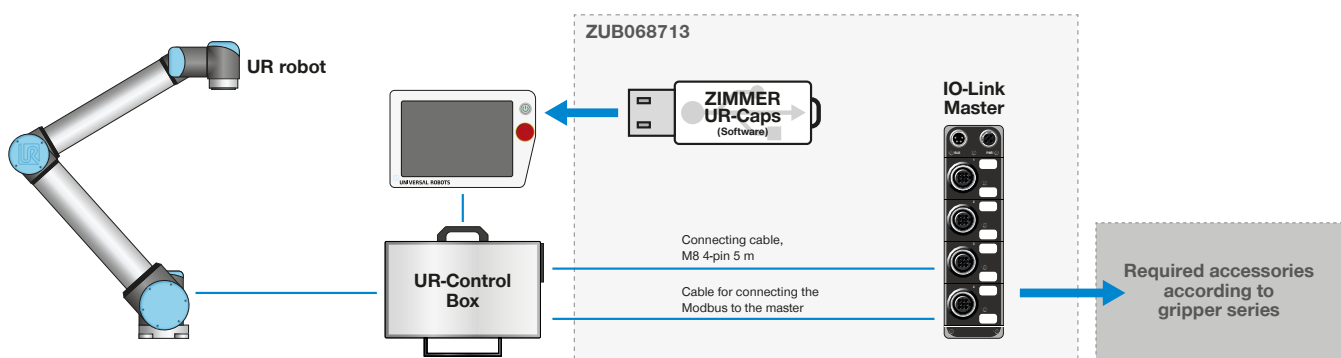 ZUB068713
UR robot
ZIMMER
UR-Caps
(Software)
IO-Link
Master
UNIVERSAL ROBOTS
Connecting cable,
M8 4-pin 5 m
UR-Control
Box
Cable for connecting the
Modbus to the master
Required accessories
according to
gripper series